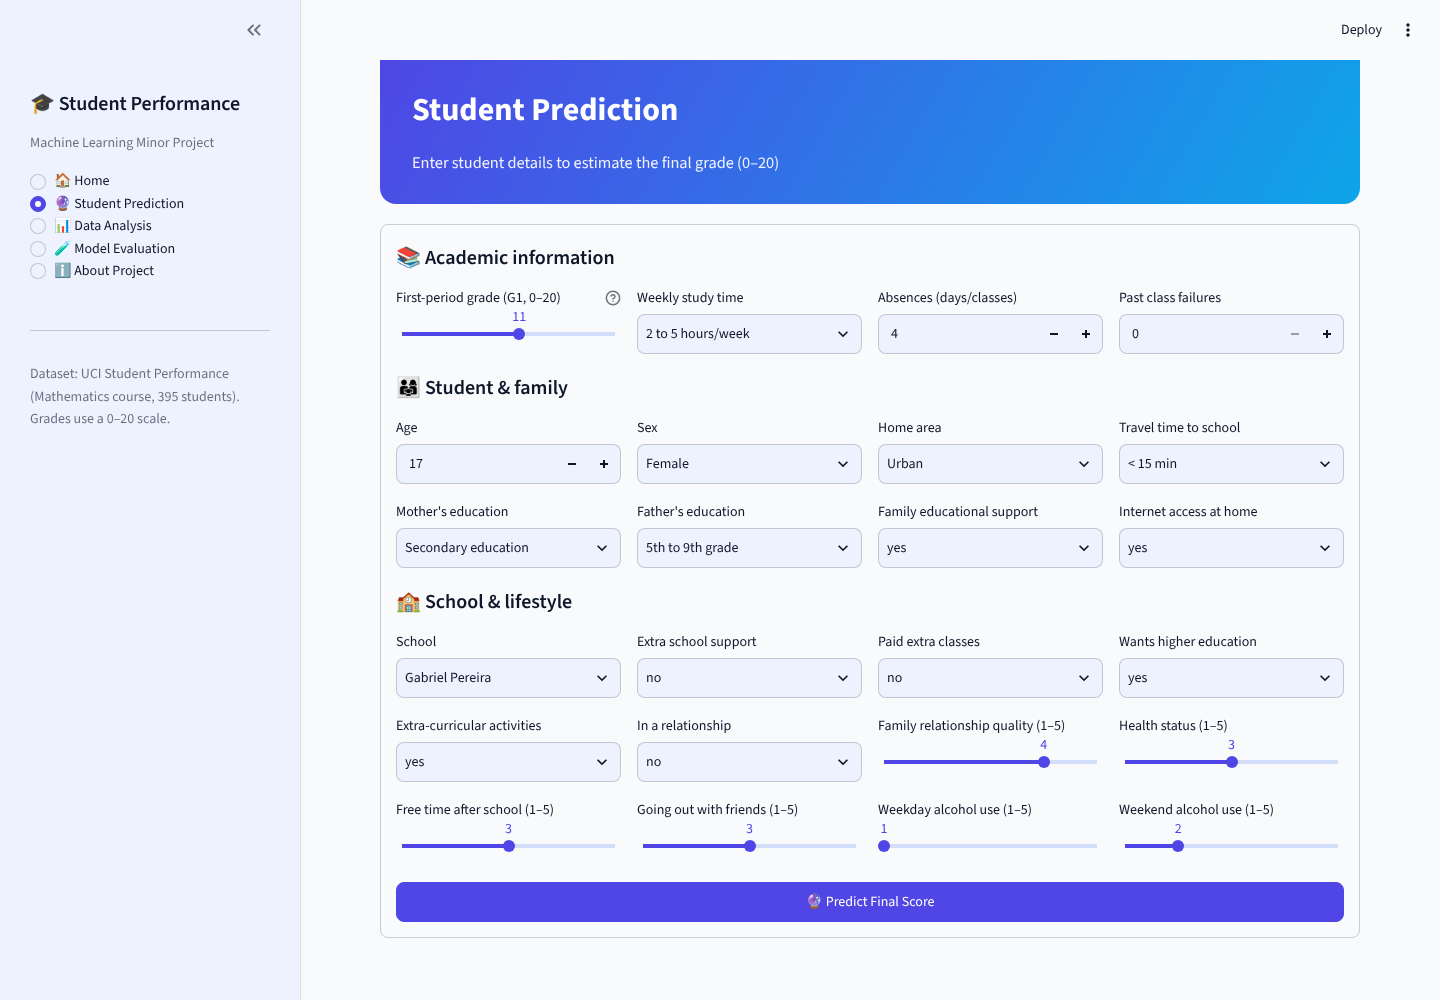 Deploy
🎓 Student Performance
Machine Learning Minor Project
🏠 Home
🔮 Student Prediction
📊 Data Analysis
🧪 Model Evaluation
ℹ️ About Project
Dataset: UCI Student Performance
(Mathematics course, 395 students).
Grades use a 0–20 scale.
Student Prediction
Enter student details to estimate the final grade (0–20)
📚 Academic information
First-period grade (G1, 0–20) Weekly study time Absences (days/classes) Past class failures
11
2 to 5 hours/week 4 0
👨‍👩‍👧 Student & family
Age Sex Home area Travel time to school
17 Female Urban < 15 min
Mother's education Father's education Family educational support Internet access at home
Secondary education 5th to 9th grade yes yes
🏫 School & lifestyle
School Extra school support Paid extra classes Wants higher education
Gabriel Pereira no no yes
Extra-curricular activities In a relationship Family relationship quality (1–5) Health status (1–5)
4 3
yes no
Free time after school (1–5) Going out with friends (1–5) Weekday alcohol use (1–5) Weekend alcohol use (1–5)
3 3 1 2
🔮 Predict Final Score